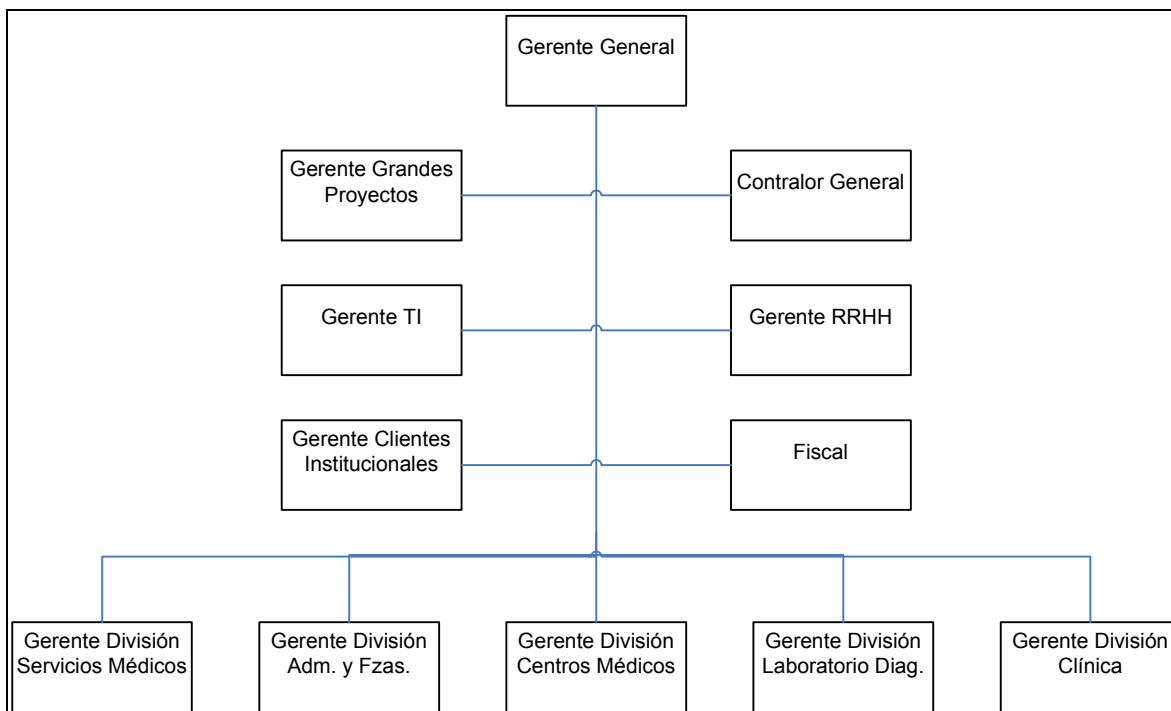 Gerente General
Gerente Grandes
Proyectos
Contralor General
Gerente TI
Gerente RRHH
Gerente Clientes
Institucionales
Fiscal
Gerente División
Servicios Médicos
Gerente División
Adm. y Fzas.
Gerente División
Centros Médicos
Gerente División
Laboratorio Diag.
Gerente División
Clínica